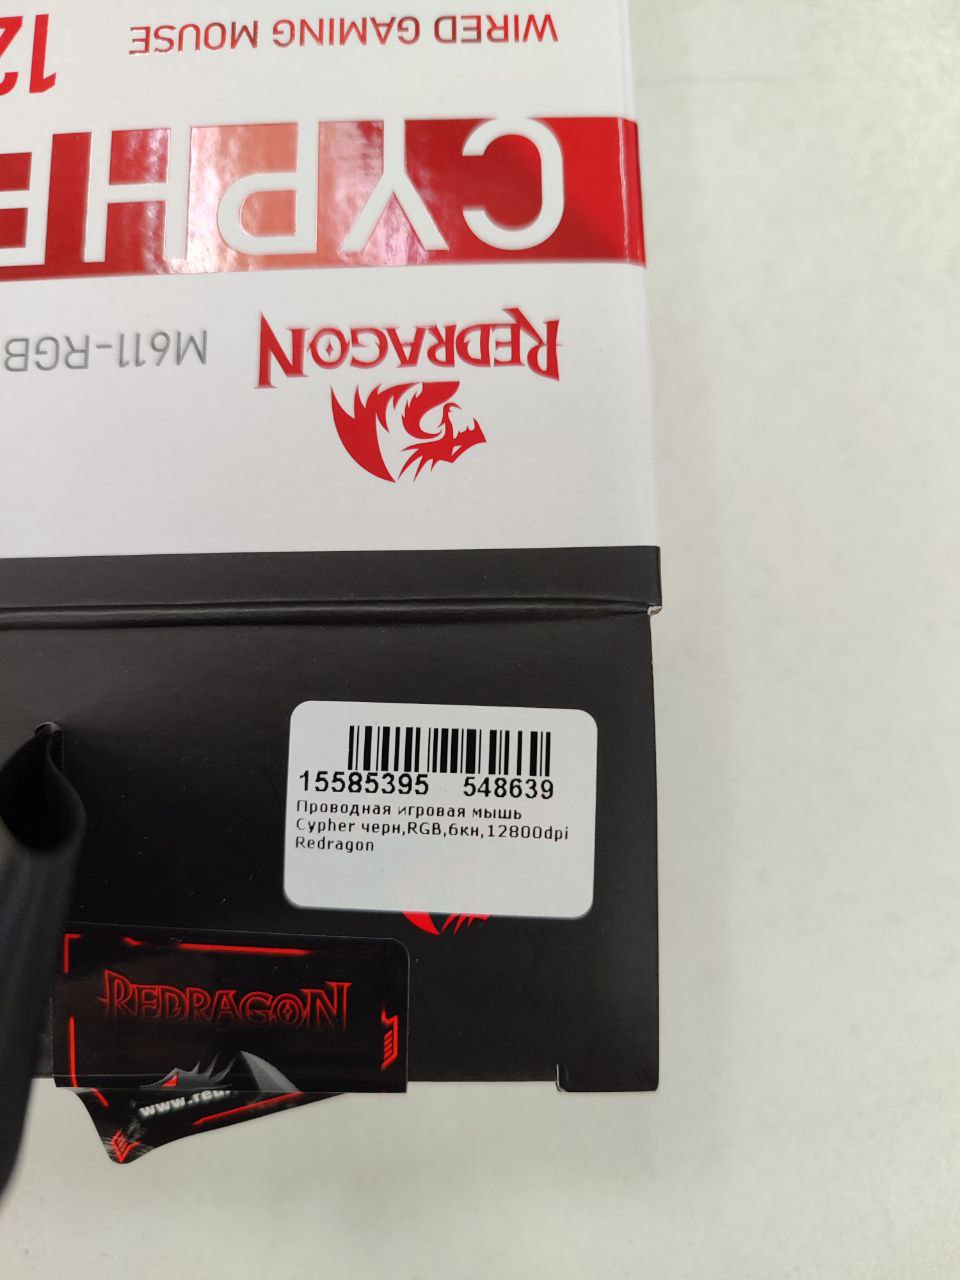 WIRED GAMING MOUSE
12
CYPHE
M611-RGB
REDRAGON
15585395 548639
Проводная игровая мышь
Cypher черн,RGB,6кн,12800dpi
Redragon
REDRAGON